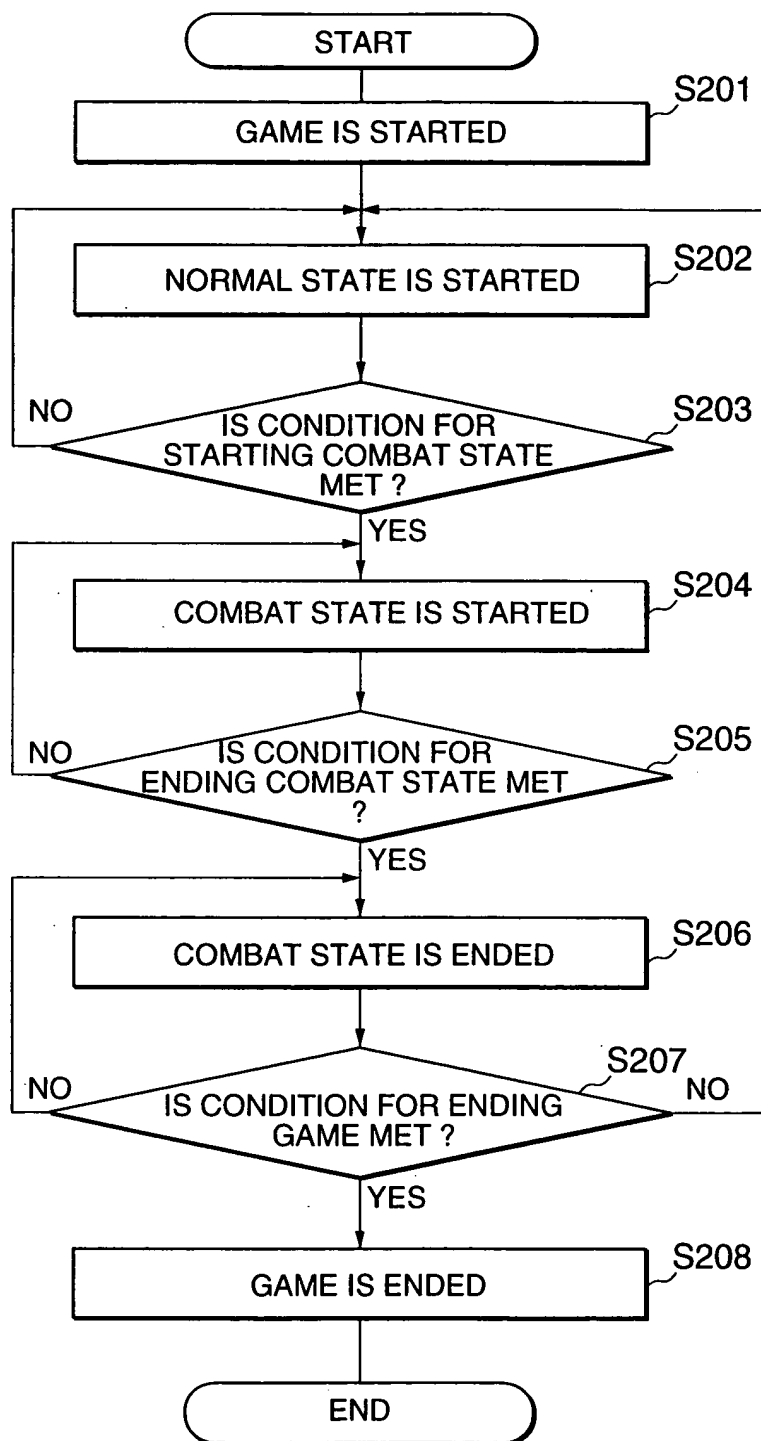 START
S201
GAME IS STARTED
S202
NORMAL STATE IS STARTED
S203
NO
IS CONDITION FOR
STARTING COMBAT STATE
MET ?
YES
S204
COMBAT STATE IS STARTED
S205
NO
IS CONDITION FOR
ENDING COMBAT STATE MET
?
YES
S206
COMBAT STATE IS ENDED
S207
NO
NO
IS CONDITION FOR ENDING
GAME MET ?
YES
S208
GAME IS ENDED
END